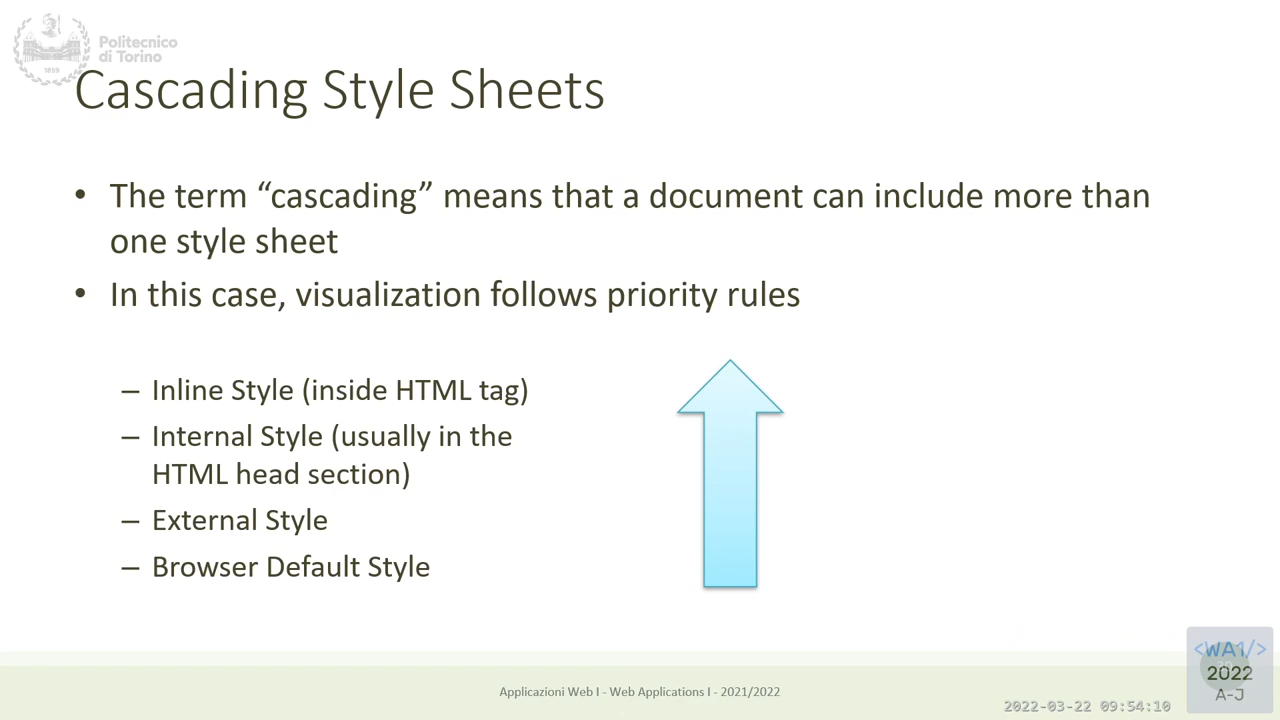 Politecnico
di Torino
1859
Cascading Style Sheets
• The term “cascading” means that a document can include more than
one style sheet
• In this case, visualization follows priority rules
– Inline Style (inside HTML tag)
– Internal Style (usually in the
HTML head section)
– External Style
– Browser Default Style
Applicazioni Web I - Web Applications I - 2021/2022
2022-03-22 09:54:10
<WA1/>
2022
A-J